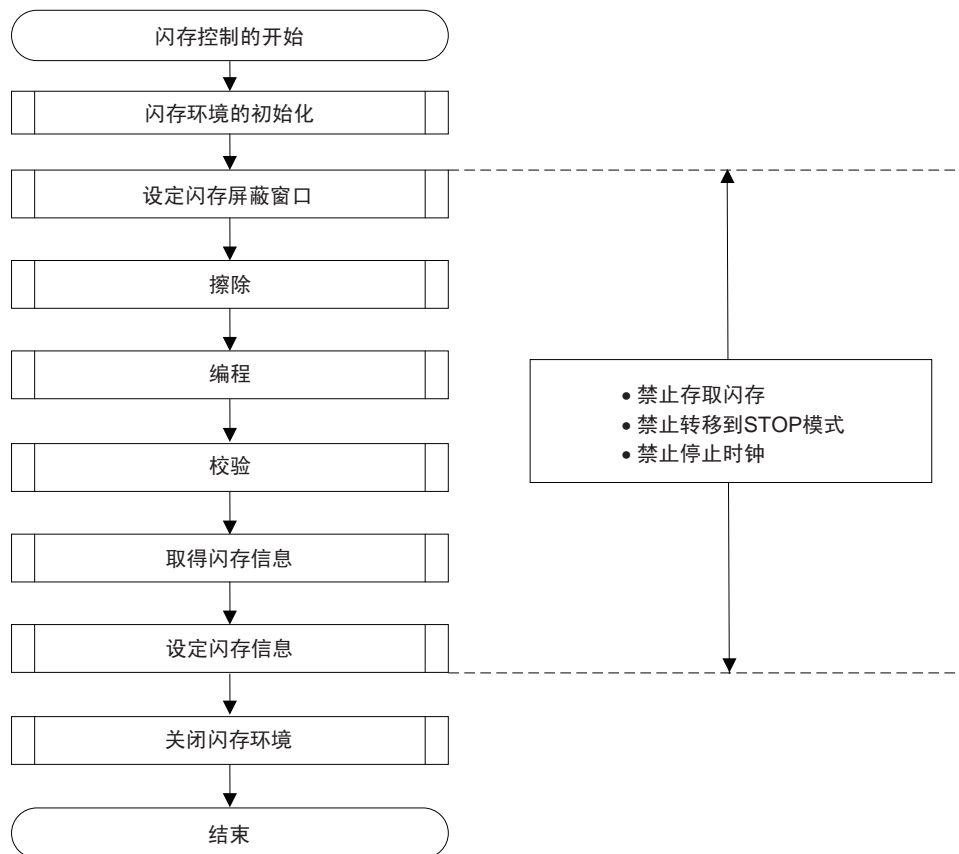 闪存控制的开始
闪存环境的初始化
设定闪存屏蔽窗口
擦除
编程
校验
取得闪存信息
设定闪存信息
关闭闪存环境
结束
● 禁止存取闪存
● 禁止转移到STOP模式
● 禁止停止时钟